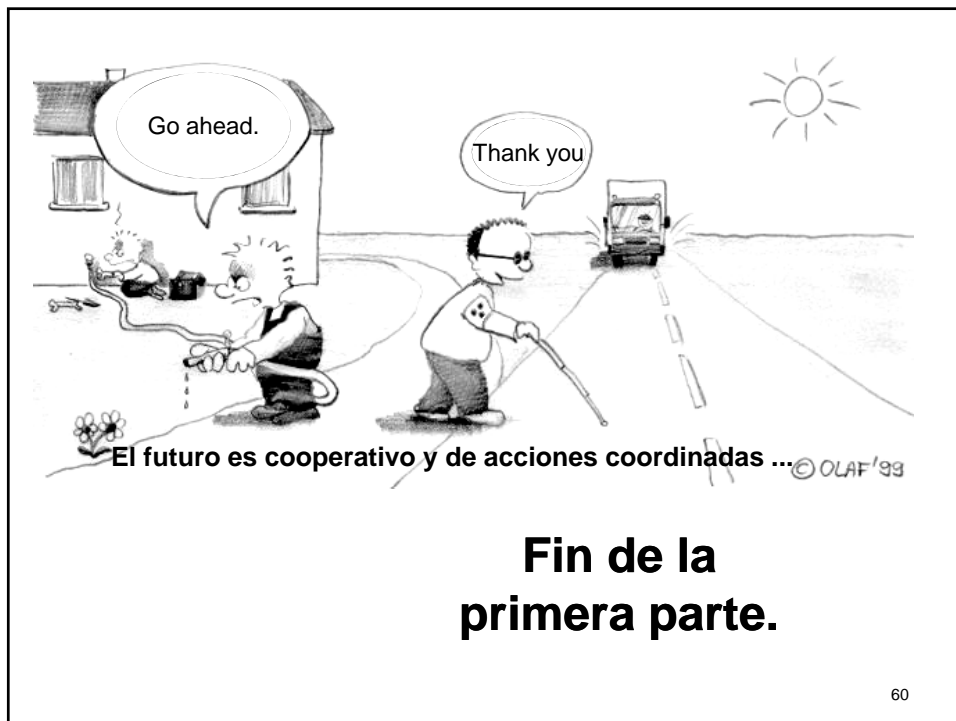 Go ahead.
Thank you
El futuro es cooperativo y de acciones coordinadas ...
© OLAF'99
Fin de la
primera parte.
60